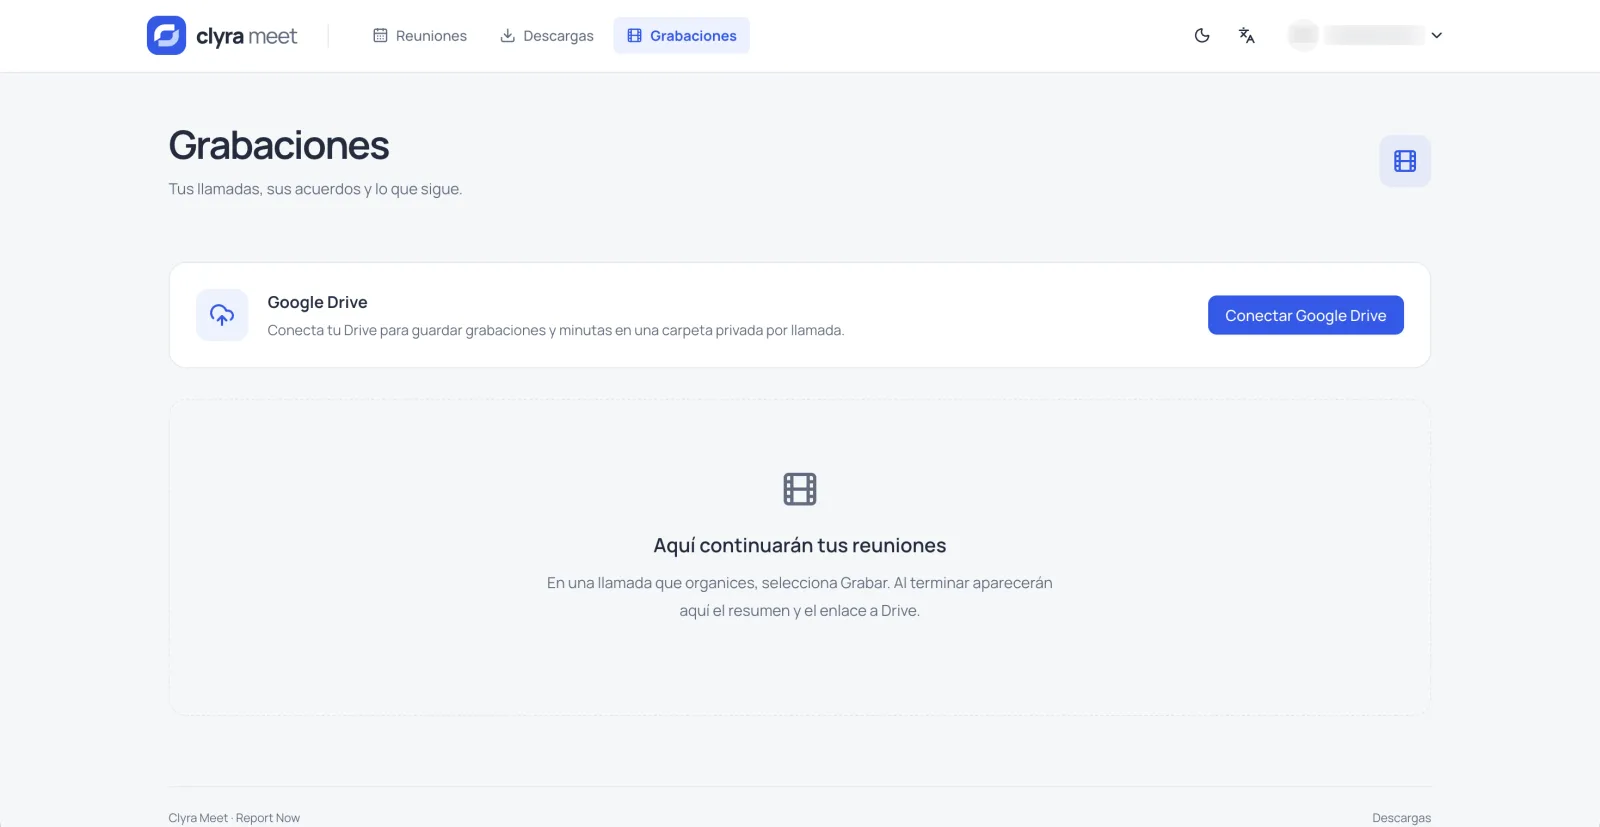 clyra meet
Reuniones
Descargas
Grabaciones
Grabaciones
Tus llamadas, sus acuerdos y lo que sigue.
Google Drive
Conecta tu Drive para guardar grabaciones y minutas en una carpeta privada por llamada.
Conectar Google Drive
Aquí continuarán tus reuniones
En una llamada que organices, selecciona Grabar. Al terminar aparecerán
aquí el resumen y el enlace a Drive.
Clyra Meet · Report Now
Descargas